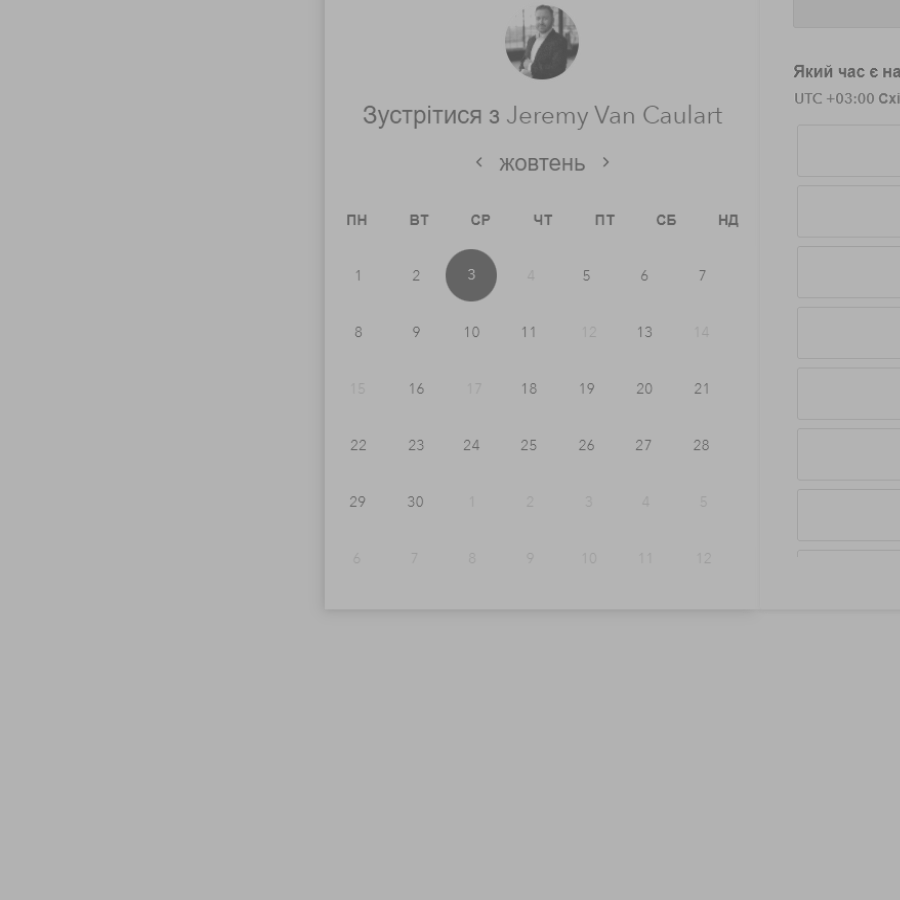 Зустрітися з Jeremy Van Caulart
жовтень
ПН ВТ СР ЧТ ПТ СБ НД
1 2 3 4 5 6 7
8 9 10 11 12 13 14
15 16 17 18 19 20 21
22 23 24 25 26 27 28
29 30 1 2 3 4 5
6 7 8 9 10 11 12
Який час є на
UTC +03:00 Схі